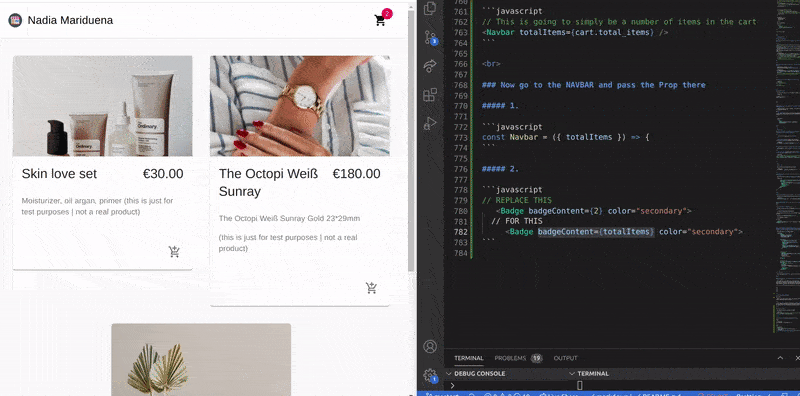 Nadia Mariduena
2
Skin love set €30.00
Moisturizer, oil argan, primer (this is just for
test purposes | not a real product)
The Octopi Weiß €180.00
Sunray
The Octopi Weiß Sunray Gold 23*29mm
(this is just for test purposes | not a real
product)
Ordinary.
760
761 ```javascript
762 // This is going to simply be a number of items in the cart
763 <Navbar totalItems={cart.total_items} />
764 ```
765
766 <br>
767
768 ### Now go to the NAVBAR and pass the Prop there
769
770 ##### 1.
771
772 ```javascript
773 const Navbar = ({ totalItems }) => {
774 ```
775
776 ##### 2.
777
778 ```javascript
779 // REPLACE THIS
780 <Badge badgeContent={2} color="secondary">
781 // FOR THIS
782 <Badge badgeContent={totalItems} color="secondary">
783 ```
784
TERMINAL PROBLEMS 19 OUTPUT
DEBUG CONSOLE TERMINAL
3
1